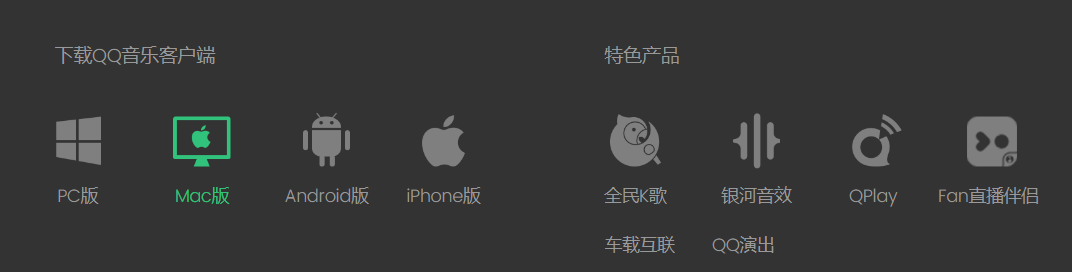 下载QQ音乐客户端
PC版 Mac版 Android版 iPhone版
特色产品
全民K歌 银河音效 QPlay Fan直播伴侣
车载互联 QQ演出